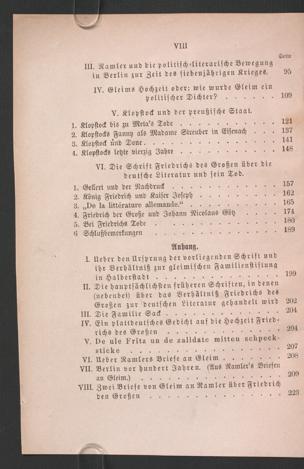 VIII
Seite
III. Ramler und die politisch-literarische Bewegung
in Berlin zur Zeit des siebenjährigen Krieges. 95
IV. Gleims Hochzeit oder: wie wurde Gleim ein
politischer Dichter? . . . . . . . 109
V. Klopstock und der preußische Staat.
1. Klopstock bis zu Meta's Tode . . . . . . . 121
2. Klopstocks Fanny als Madame Streuber in Eisenach . . 137
3. Klopstock und Done . . . . . . . 141
4. Klopstocks letzte vierzig Jahre . . . . . . . 148
VI. Die Schrift Friedrichs des Großen über die
deutsche Literatur und sein Tod.
1. Gellert und der Nachdruck . . . . . . . 157
2. König Friedrich und Kaiser Joseph . . . . . . . 162
3. „De la littérature allemande.“ . . . . . . . 165
4. Friedrich der Große und Johann Nicolaus Götz . . . 174
5. Bei Friedrichs Tode . . . . . . . 180
6 Schlußbemerkungen . . . . . . . 189
Anhang.
I. Ueber den Ursprung der vorliegenden Schrift und
ihr Verhältniß zur gleimischen Familienstiftung
in Halberstadt . . . . . . . 199
II. Die hauptsächlichsten früheren Schriften, in denen
(nebenbei) über das Verhältniß Friedrichs des
Großen zur deutschen Literatur gehandelt wird 202
III. Die Familie Sack . . . . . . . 204
IV. Ein plattdeutsches Gedicht auf die Hochzeit Fried-
richs des Großen . . . . . . . 204
V. De ule Fritz un de zaldate mitten schpeck-
sticke . . . . . . . 207
VI. Ueber Ramlers Briefe an Gleim . . . . . . . 208
VII. Berlin vor hundert Jahren. (Aus Ramler's Briefen
an Gleim.) . . . . . . . 209
VIII. Zwei Briefe von Gleim an Ramler über Friedrich
den Großen . . . . . . . 223